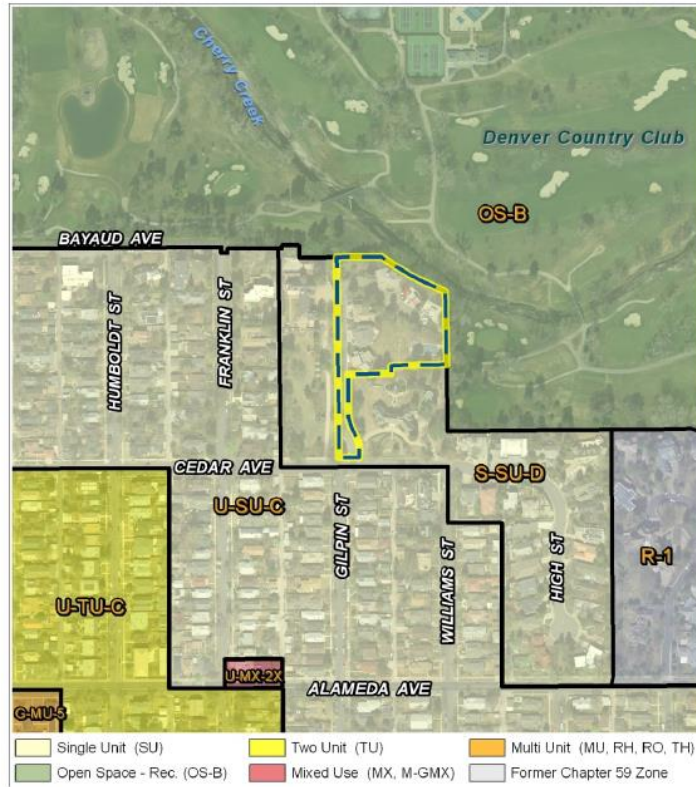 Cherry Creek
Denver Country Club
OS-B
BAYAUD AVE
HUMBOLDT ST
FRANKLIN ST
CEDAR AVE
S-SU-D
U-SU-C
GILPIN ST
WILLIAMS ST
HIGH ST
R-1
U-TU-C
U-MX-2X
ALAMEDA AVE
G-MU-5
Single Unit (SU)
Two Unit (TU)
Multi Unit (MU, RH, RO, TH)
Open Space - Rec. (OS-B)
Mixed Use (MX, M-GMX)
Former Chapter 59 Zone